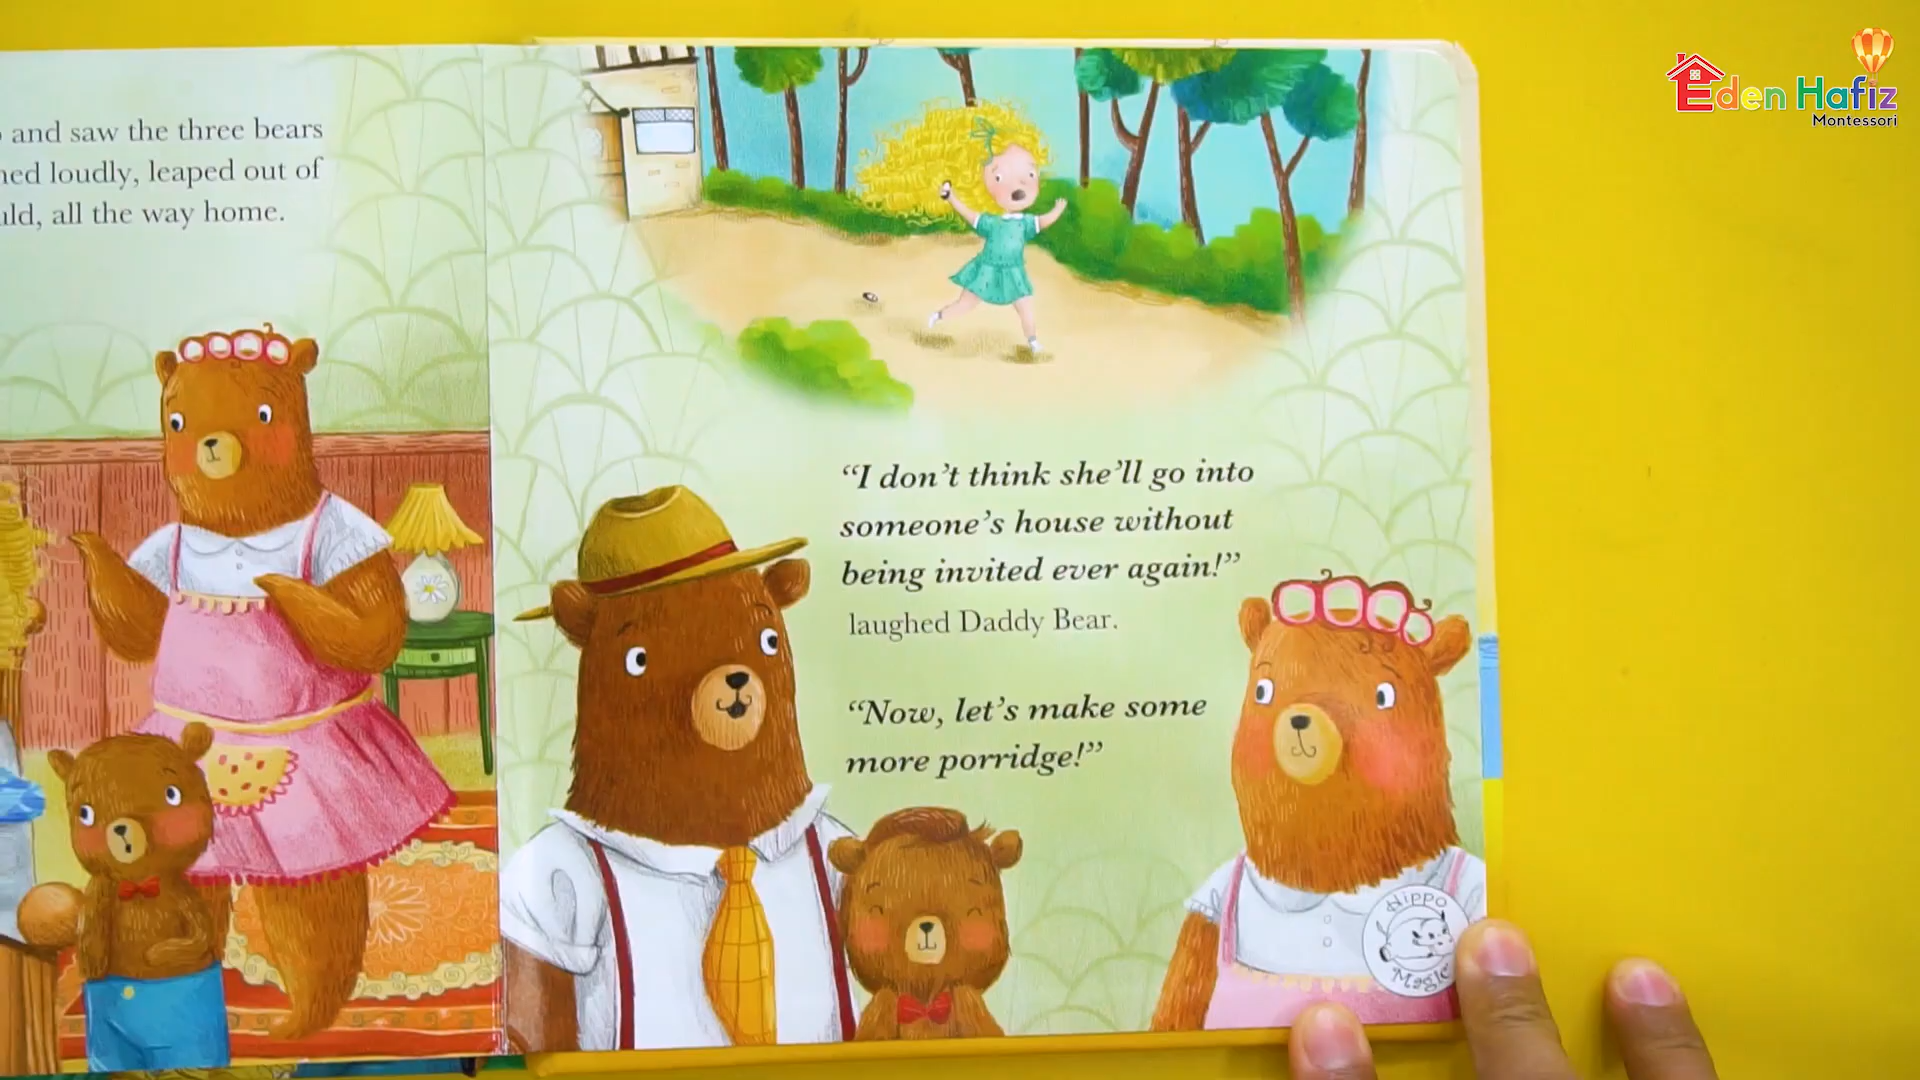 and saw the three bears
loudly, leaped out of
all the way home.
“I don’t think she’ll go into
someone’s house without
being invited ever again!”
laughed Daddy Bear.
“Now, let’s make some
more porridge!”
Hippo
Magic
Eden Hafiz
Montessori